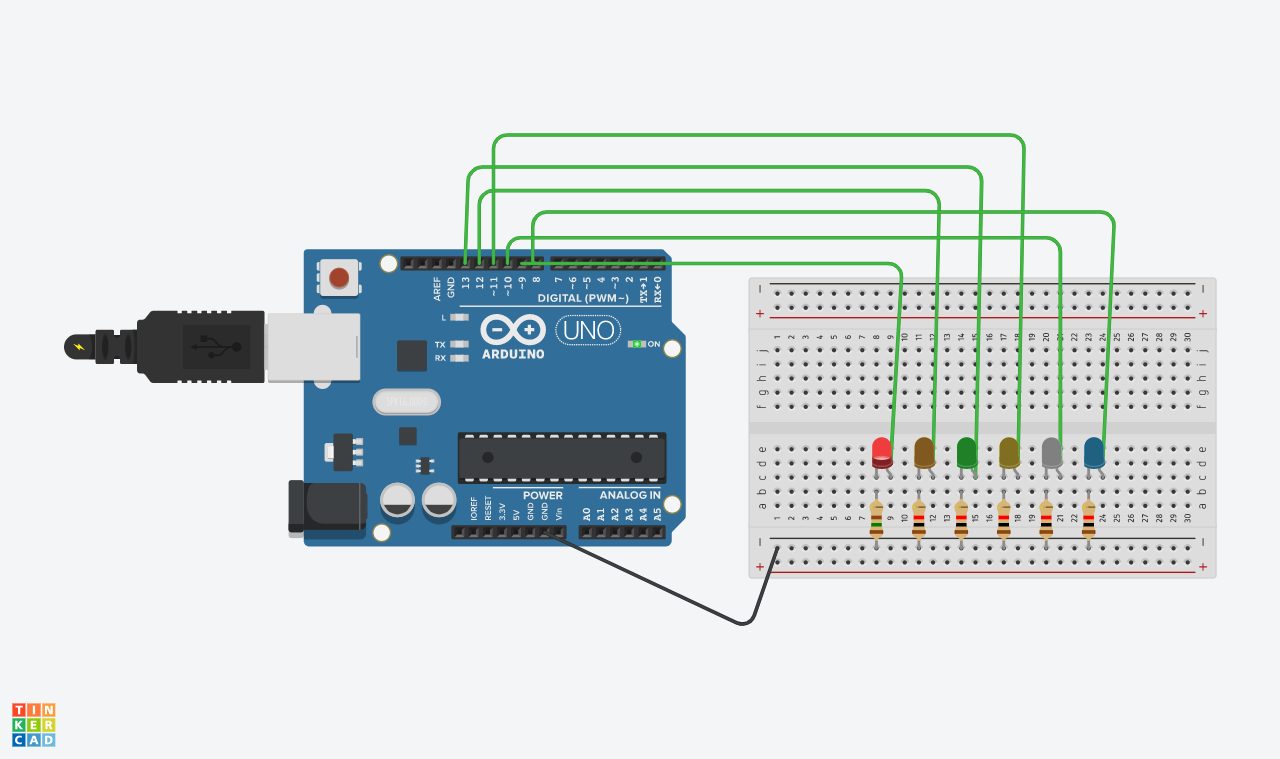 AREF
GND
13
12
~11
~10
~9
8
7
~6
~5
4
~3
2
TX→1
RX←0
DIGITAL (PWM~)
L
TX
RX
ARDUINO
UNO
ON
POWER
ANALOG IN
IOREF
RESET
3.3V
5V
GND
GND
Vin
A0
A1
A2
A3
A4
A5
1 2 3 4 5 6 7 8 9 10 11 12 13 14 15 16 17 18 19 20 21 22 23 24 25 26 27 28 29 30
j j
i i
h h
g g
f f
e e
d d
c c
b b
a a
1 2 3 4 5 6 7 8 9 10 11 12 13 14 15 16 17 18 19 20 21 22 23 24 25 26 27 28 29 30
TIN
KER
CAD